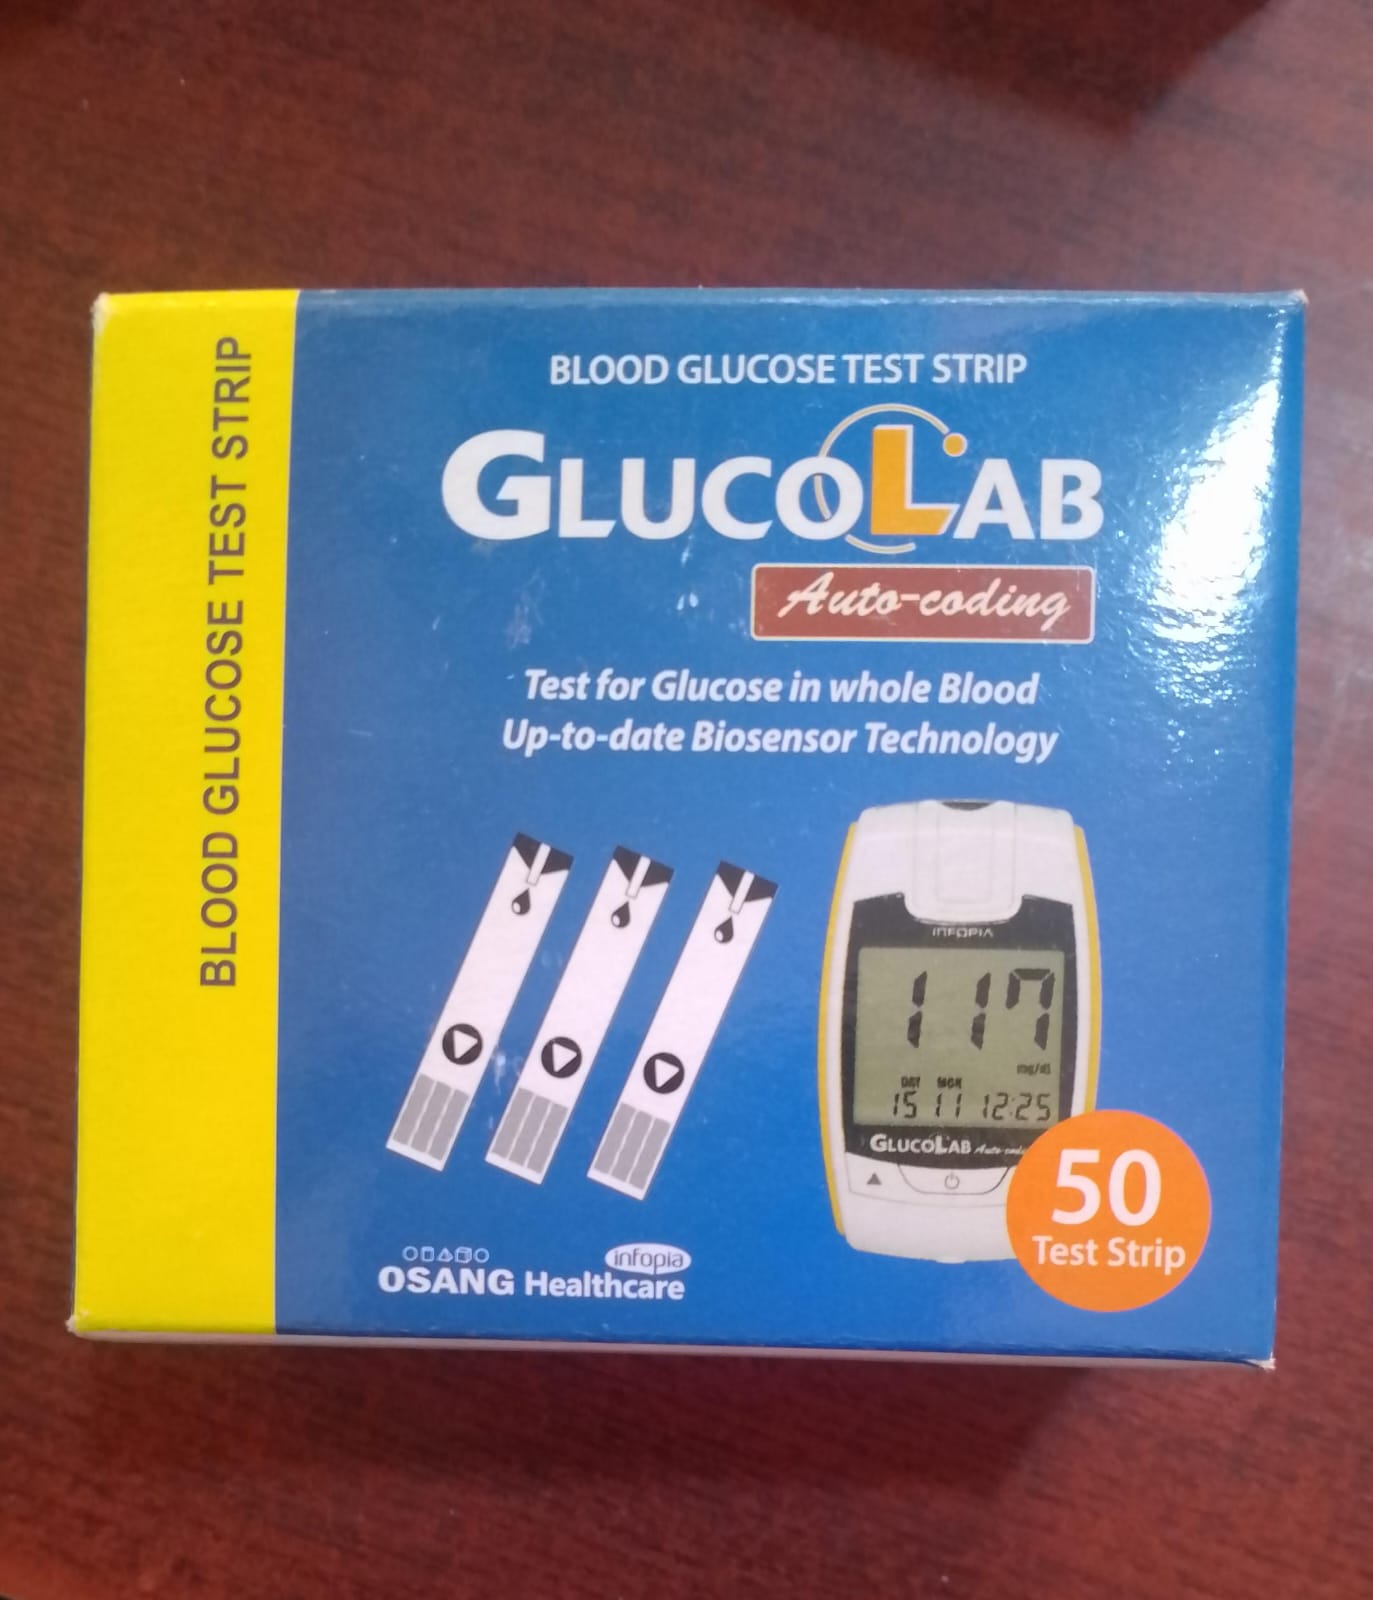 BLOOD GLUCOSE TEST STRIP
BLOOD GLUCOSE TEST STRIP
GLUCOLAB
Auto-coding
Test for Glucose in whole Blood
Up-to-date Biosensor Technology
INFOPIA
117
mg/dL
DAY MON
15 11 12:25
GLUCOLAB Auto-codi
50
Test Strip
infopia
OSANG Healthcare